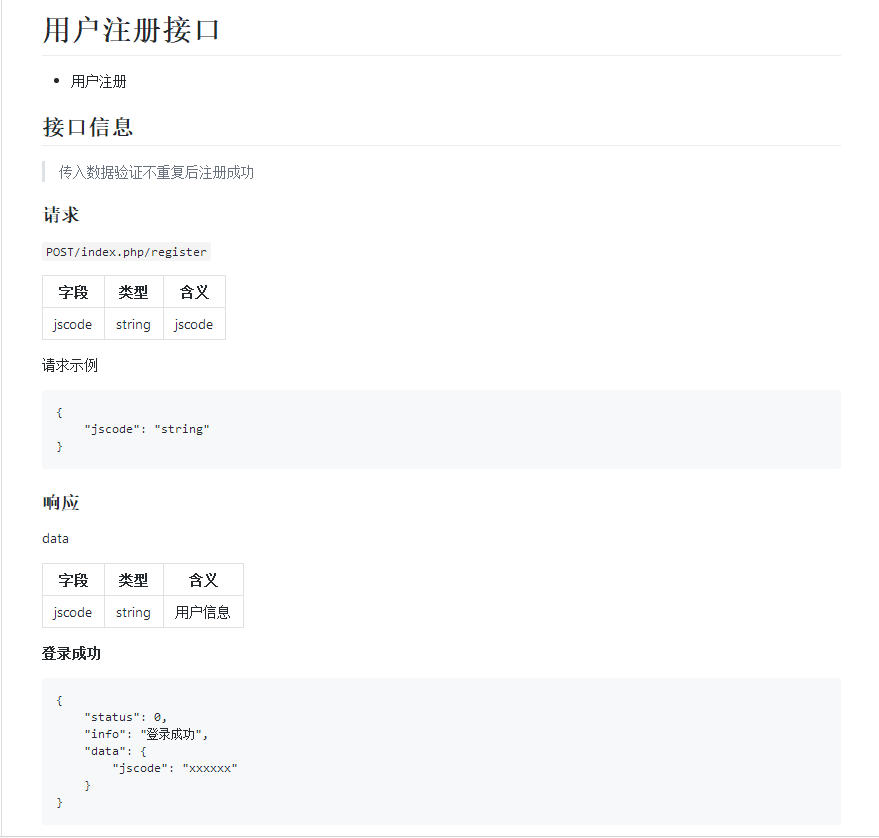 用户注册接口
用户注册
接口信息
传入数据验证不重复后注册成功
请求
POST/index.php/register
字段 类型 含义
jscode string jscode
请求示例
{
"jscode": "string"
}
响应
data
字段 类型 含义
jscode string 用户信息
登录成功
{
"status": 0,
"info": "登录成功",
"data": {
"jscode": "xxxxxx"
}
}